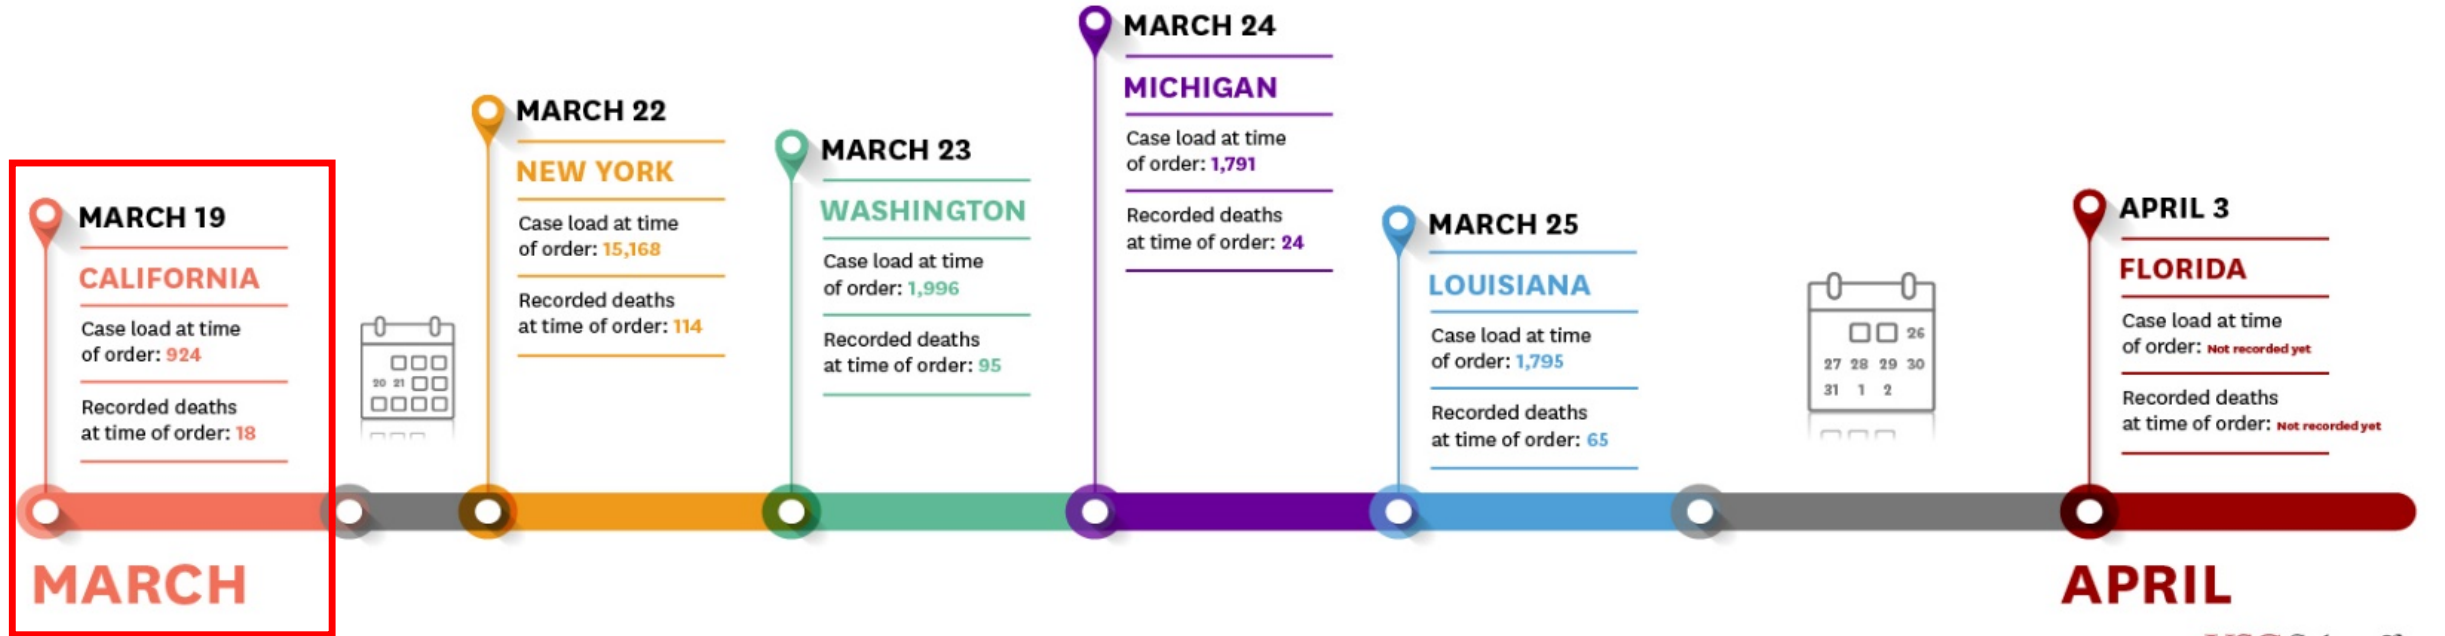 MARCH 19
CALIFORNIA
Case load at time
of order: 924
Recorded deaths
at time of order: 18
20 21
MARCH 22
NEW YORK
Case load at time
of order: 15,168
Recorded deaths
at time of order: 114
MARCH 23
WASHINGTON
Case load at time
of order: 1,996
Recorded deaths
at time of order: 95
MARCH 24
MICHIGAN
Case load at time
of order: 1,791
Recorded deaths
at time of order: 24
MARCH 25
LOUISIANA
Case load at time
of order: 1,795
Recorded deaths
at time of order: 65
26
27 28 29 30
31 1 2
APRIL 3
FLORIDA
Case load at time
of order: Not recorded yet
Recorded deaths
at time of order: Not recorded yet
MARCH
APRIL